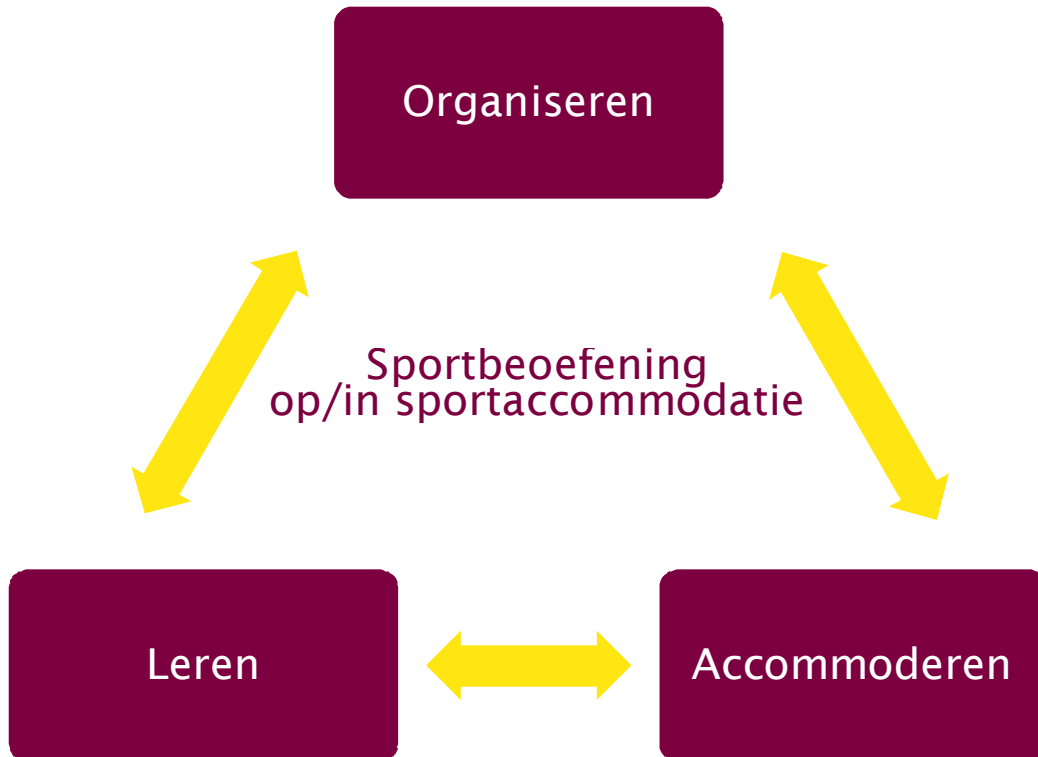 Organiseren
Sportbeoefening
op/in sportaccommodatie
Leren
Accommoderen